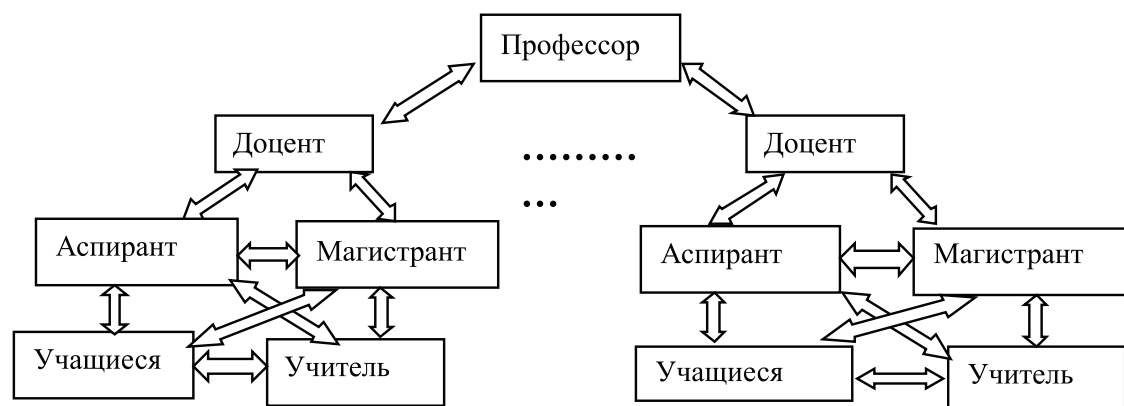 Профессор
Доцент
.........
Доцент
...
Аспирант
Магистрант
Аспирант
Магистрант
Учащиеся
Учитель
Учащиеся
Учитель